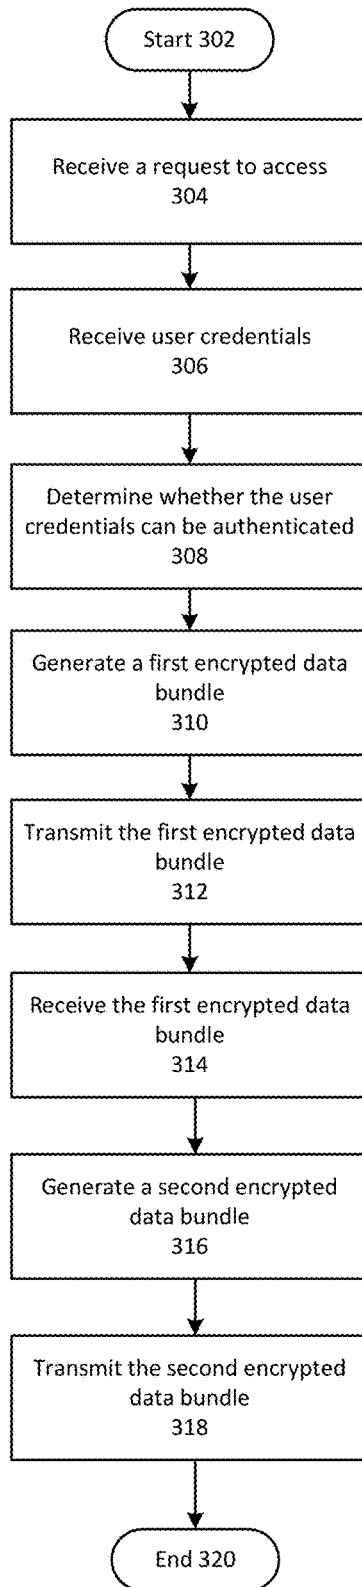 Start 302
Receive a request to access
304
Receive user credentials
306
Determine whether the user
credentials can be authenticated
308
Generate a first encrypted data
bundle
310
Transmit the first encrypted data
bundle
312
Receive the first encrypted data
bundle
314
Generate a second encrypted
data bundle
316
Transmit the second encrypted
data bundle
318
End 320